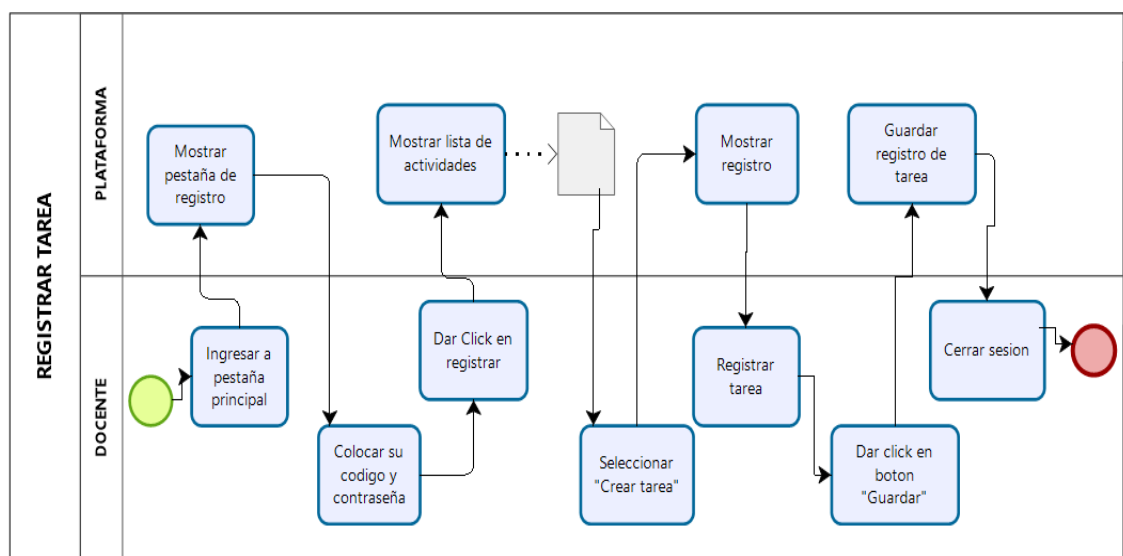 REGISTRAR TAREA
PLATAFORMA
Mostrar
pestaña de
registro
Mostrar lista de
actividades
Mostrar
registro
Guardar
registro de
tarea
DOCENTE
Ingresar a
pestaña
principal
Colocar su
codigo y
contraseña
Dar Click en
registrar
Seleccionar
"Crear tarea"
Registrar
tarea
Dar click en
boton
"Guardar"
Cerrar sesion